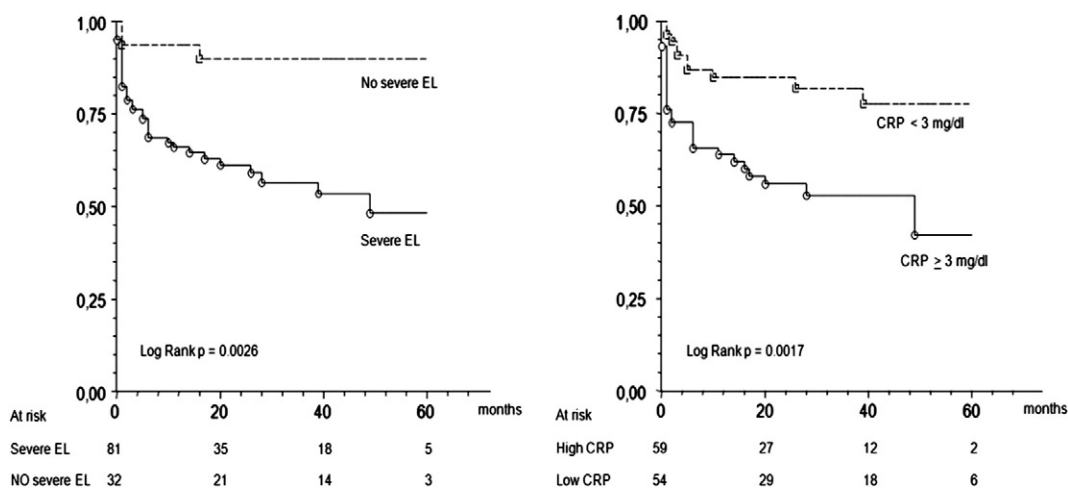 1,00
No severe EL
0,75
0,50
Severe EL
0,25
Log Rank p = 0.0026
0,00
0 20 40 60 months
At risk
Severe EL 81 35 18 5
NO severe EL 32 21 14 3
1,00
CRP < 3 mg/dl
0,75
0,50
CRP ≥ 3 mg/dl
0,25
Log Rank p = 0.0017
0,00
0 20 40 60 months
At risk
High CRP 59 27 12 2
Low CRP 54 29 18 6